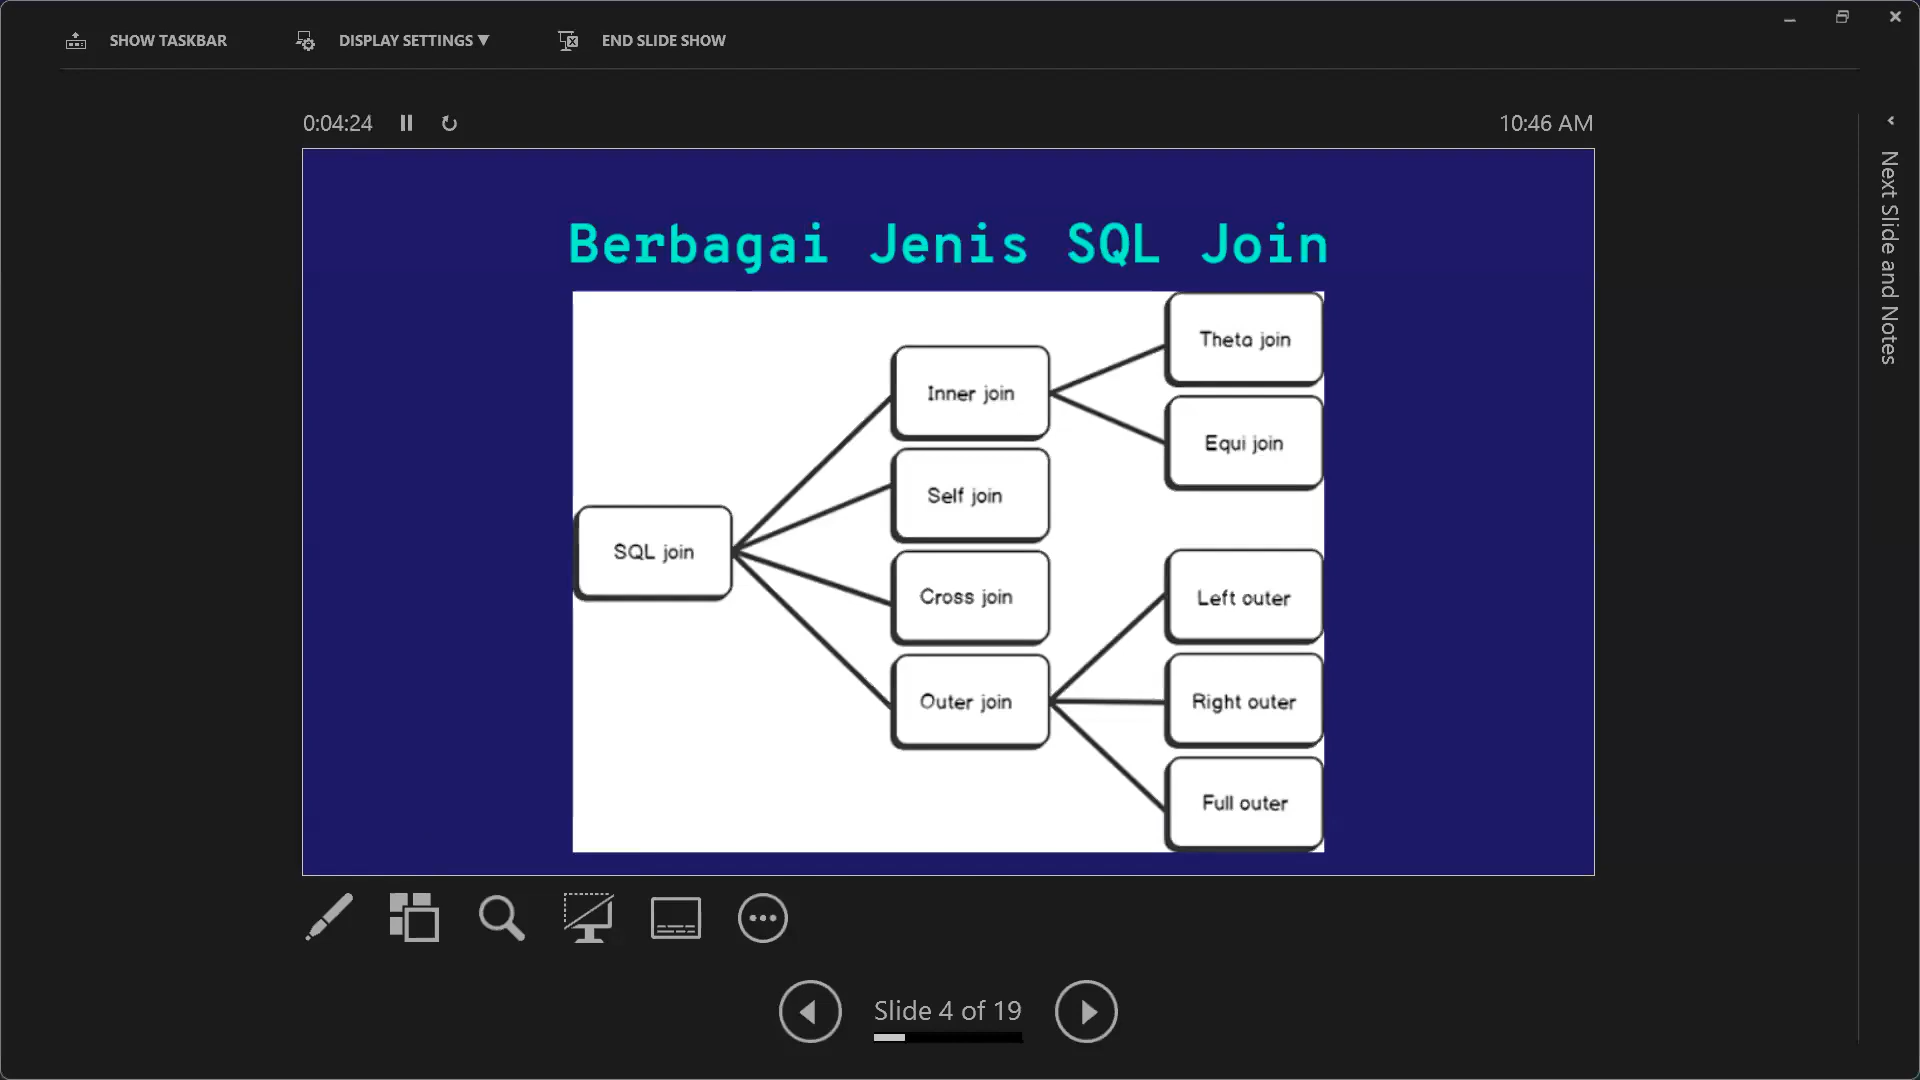 SHOW TASKBAR
DISPLAY SETTINGS ▼
END SLIDE SHOW
0:04:24
10:46 AM
Next Slide and Notes
Berbagai Jenis SQL Join
SQL join
Inner join
Self join
Cross join
Outer join
Theta join
Equi join
Left outer
Right outer
Full outer
Slide 4 of 19